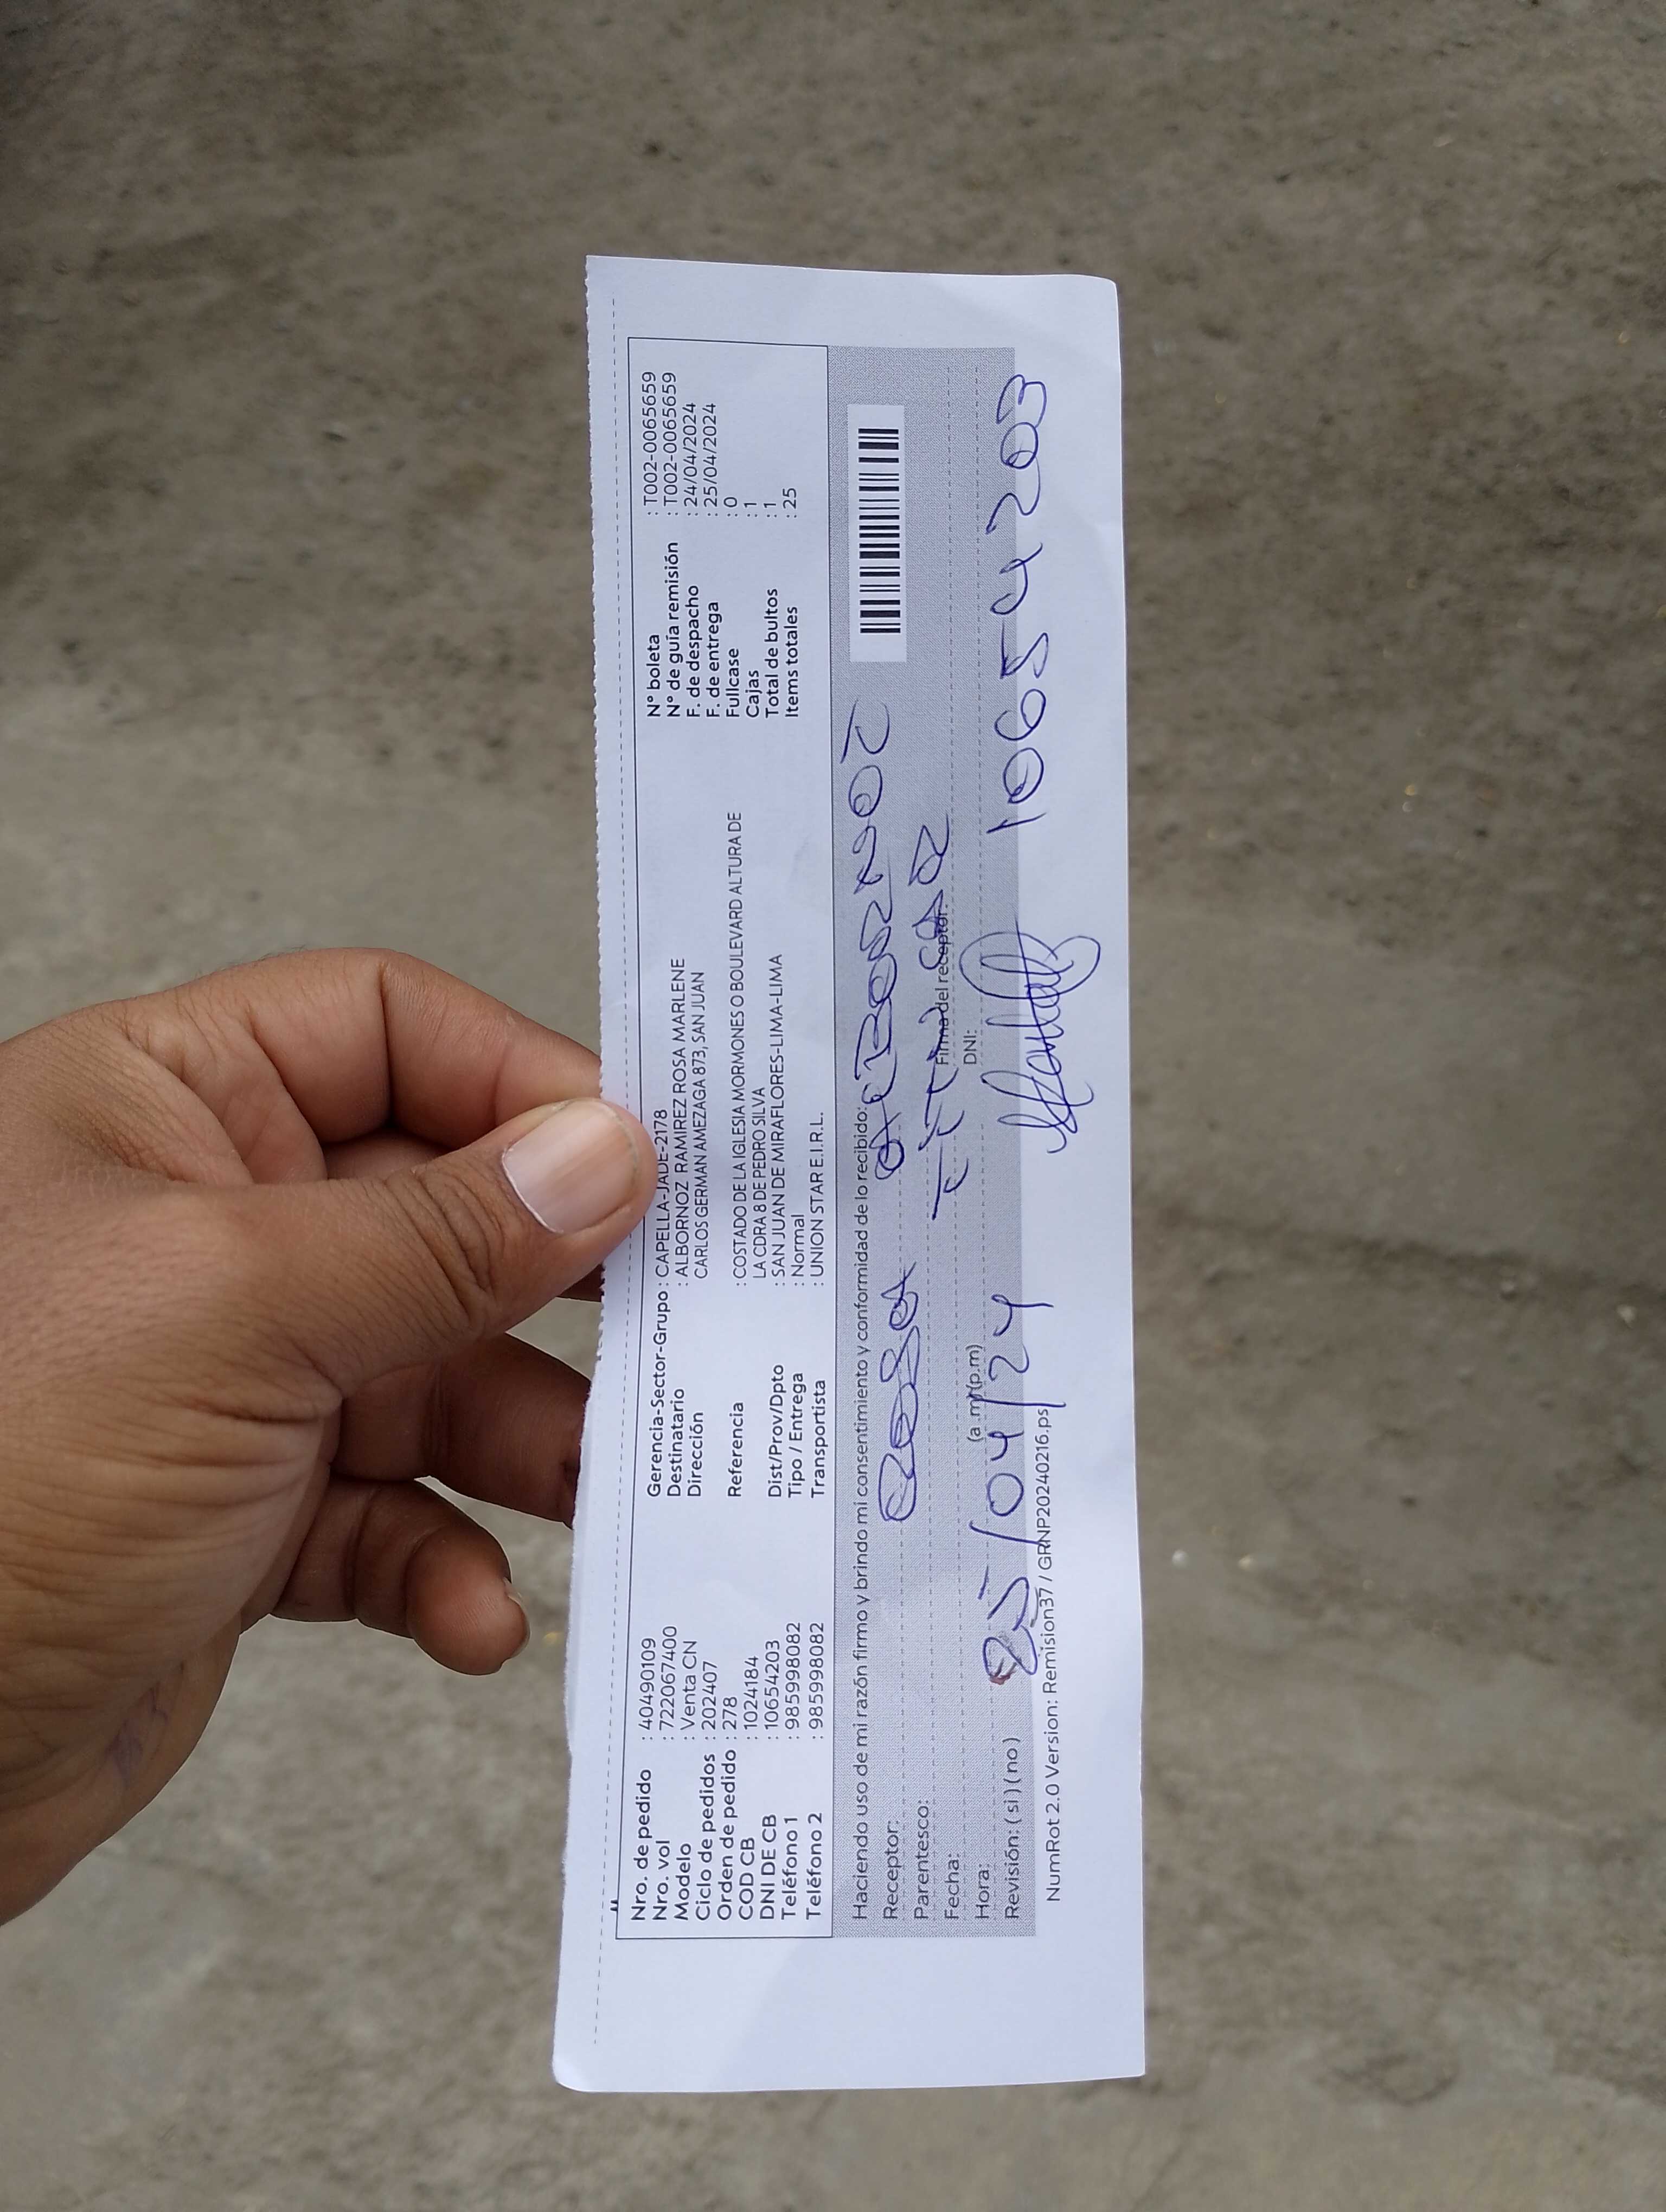 Nro. de pedido : 40490109
Nro. vol : 722067400
Modelo : Venta CN
Ciclo de pedidos : 202407
Orden de pedido : 278
COD CB : 1024184
DNI DE CB : 10654203
Teléfono 1 : 985998082
Teléfono 2 : 985998082
Gerencia-Sector-Grupo : CAPELLA-JADE-2178
Destinatario : ALBORNOZ RAMIREZ ROSA MARLENE
Dirección CARLOS GERMAN AMEZAGA 873, SAN JUAN
Referencia : COSTADO DE LA IGLESIA MORMONES O BOULEVARD ALTURA DE
LA CDRA 8 DE PEDRO SILVA
Dist/Prov/Dpto : SAN JUAN DE MIRAFLORES-LIMA-LIMA
Tipo / Entrega : Normal
Transportista : UNION STAR E.I.R.L.
N° boleta : T002-0065659
N° de guía remisión : T002-0065659
F. de despacho : 24/04/2024
F. de entrega : 25/04/2024
Fullcase : 0
Cajas : 1
Total de bultos : 1
Items totales : 25
Haciendo uso de mi razón firmo y brindo mi consentimiento y conformidad de lo recibido:
Receptor: ROSA ALBORNOZ
Parentesco: TITULAR
Fecha: Firma del receptor:
Hora: (a.m)(p.m) DNI:
25/04/24 10654203
Revisión: ( si ) ( no )
NumRot 2.0 Version: Remision37 / GRNP20240216.ps